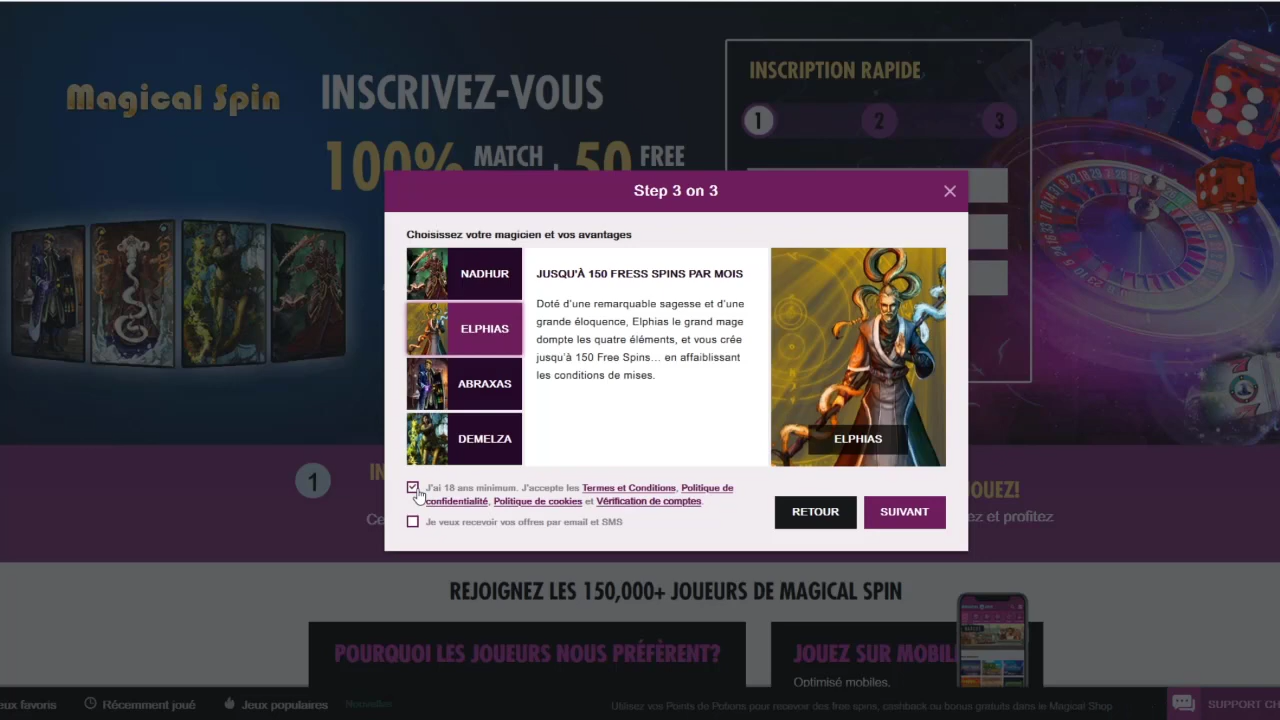 Magical Spin
INSCRIVEZ-VOUS
100% MATCH
50 FREE
INSCRIPTION RAPIDE
1 2 3
Step 3 on 3
Choisissez votre magicien et vos avantages
NADHUR
ELPHIAS
ABRAXAS
DEMELZA
JUSQU'À 150 FRESS SPINS PAR MOIS
Doté d'une remarquable sagesse et d'une
grande éloquence, Elphias le grand mage
dompte les quatre éléments, et vous crée
jusqu'à 150 Free Spins... en affaiblissant
les conditions de mises.
ELPHIAS
J'ai 18 ans minimum. J'accepte les Termes et Conditions, Politique de
confidentialité, Politique de cookies et Vérification de comptes.
Je veux recevoir vos offres par email et SMS
RETOUR
SUIVANT
1
IN
Ce
OUEZ!
ez et profitez
REJOIGNEZ LES 150,000+ JOUEURS DE MAGICAL SPIN
POURQUOI LES JOUEURS NOUS PRÉFÈRENT?
JOUEZ SUR MOBIL
Optimisé mobiles.
eux favoris
Récemment joué
Jeux populaires
Nouvelles
Utilisez vos Points de Potions pour recevoir des free spins, cashback ou bonus gratuits dans le Magical Shop
SUPPORT CH